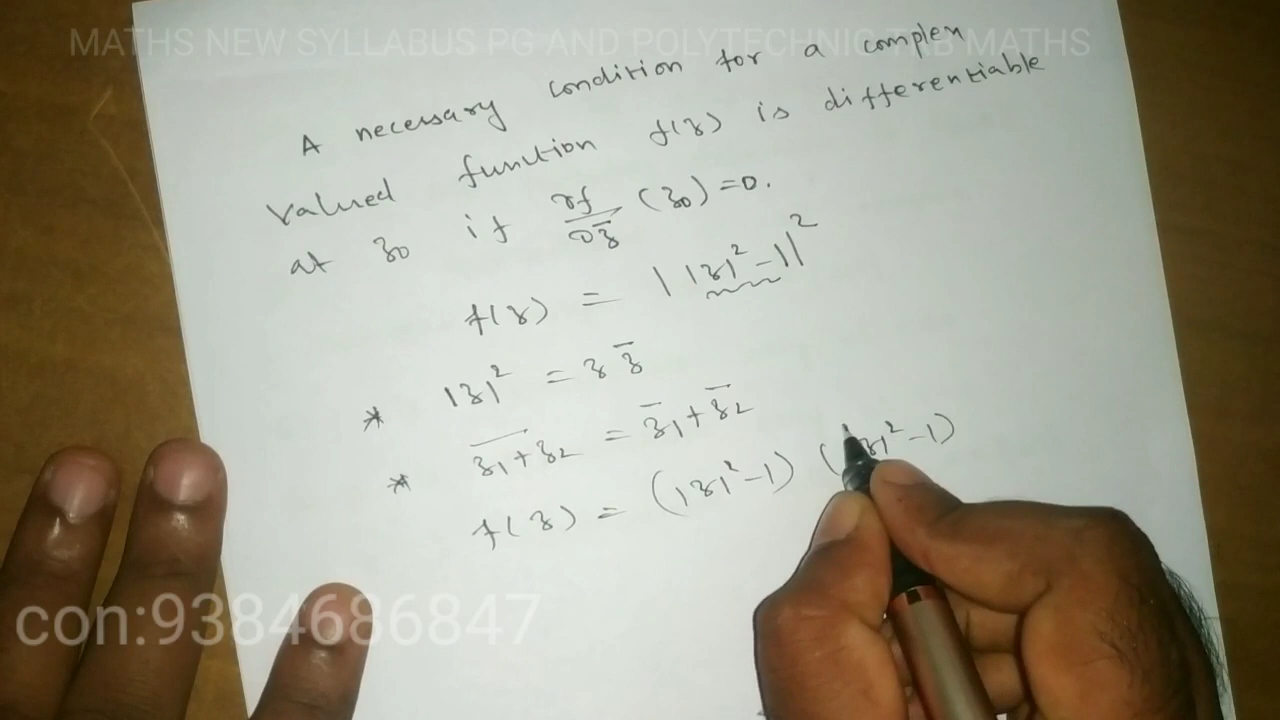 MATHS NEW SYLLABUS PG AND POLYTECHNIC TRB MATHS
A necessary condition for a complex
valued function f(z) is differentiable
at z₀ if ∂f/∂z̄ (z₀) = 0.
f(z) = ||z|² - 1|²
* |z|² = z z̄
* \overline{z₁ + z₂} = z̄₁ + z̄₂
f(z) = (|z|² - 1) (|z|² - 1)
con:9384686847